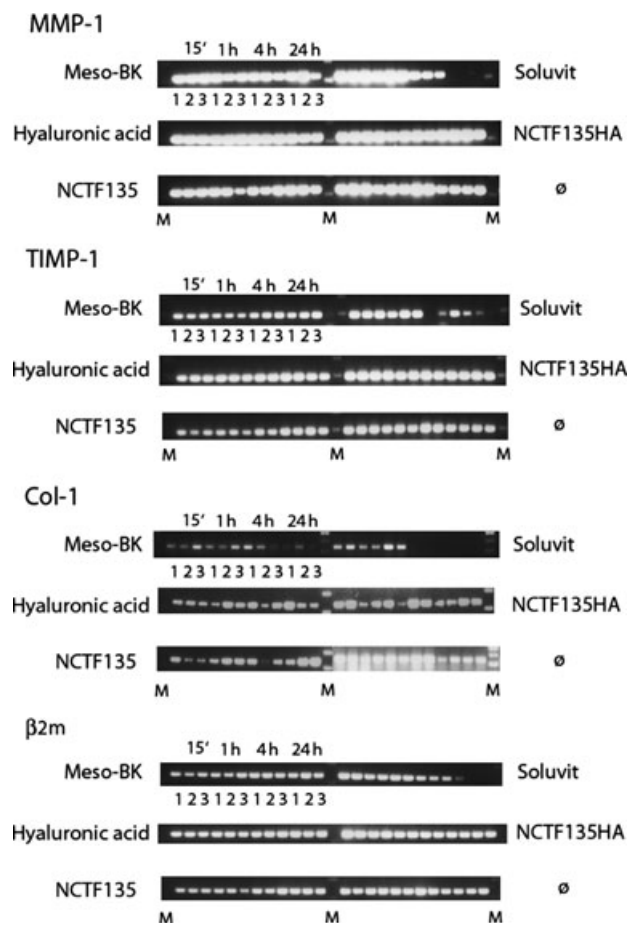 MMP-1
15’ 1h 4h 24h
Meso-BK Soluvit
1 2 3 1 2 3 1 2 3 1 2 3
Hyaluronic acid NCTF135HA
NCTF135 ø
M M M
TIMP-1
15’ 1h 4h 24h
Meso-BK Soluvit
1 2 3 1 2 3 1 2 3 1 2 3
Hyaluronic acid NCTF135HA
NCTF135 ø
M M M
Col-1
15’ 1h 4h 24h
Meso-BK Soluvit
1 2 3 1 2 3 1 2 3 1 2 3
Hyaluronic acid NCTF135HA
NCTF135 ø
M M M
β2m
15’ 1h 4h 24h
Meso-BK Soluvit
1 2 3 1 2 3 1 2 3 1 2 3
Hyaluronic acid NCTF135HA
NCTF135 ø
M M M